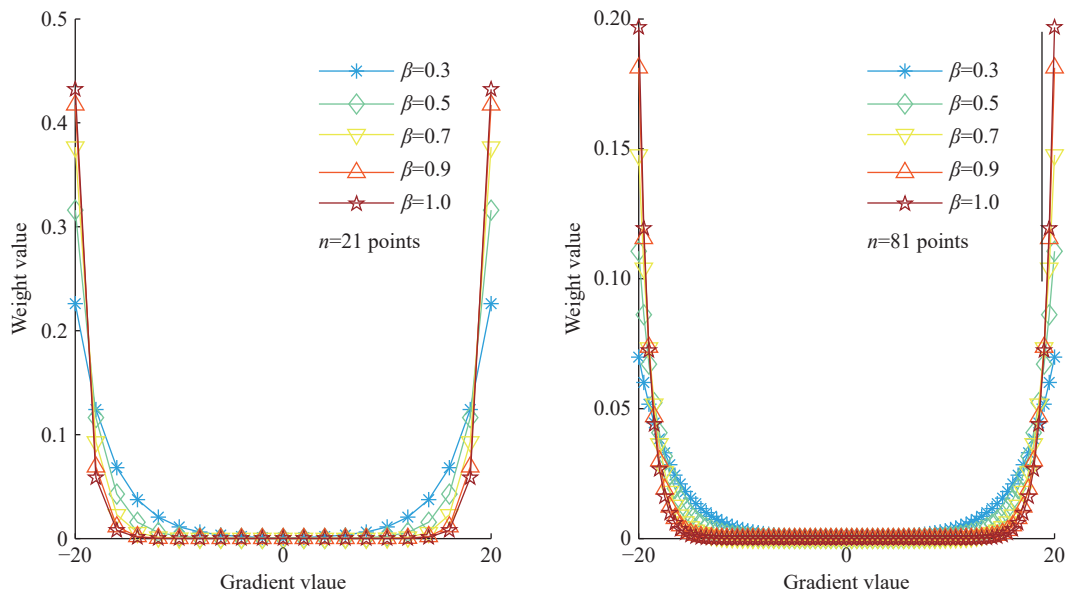 0.5
0.4
0.3
0.2
0.1
0
−20
0
20
Weight value
Gradient vlaue
β=0.3
β=0.5
β=0.7
β=0.9
β=1.0
n=21 points
0.20
0.15
0.10
0.05
0
−20
0
20
Weight value
Gradient vlaue
β=0.3
β=0.5
β=0.7
β=0.9
β=1.0
n=81 points